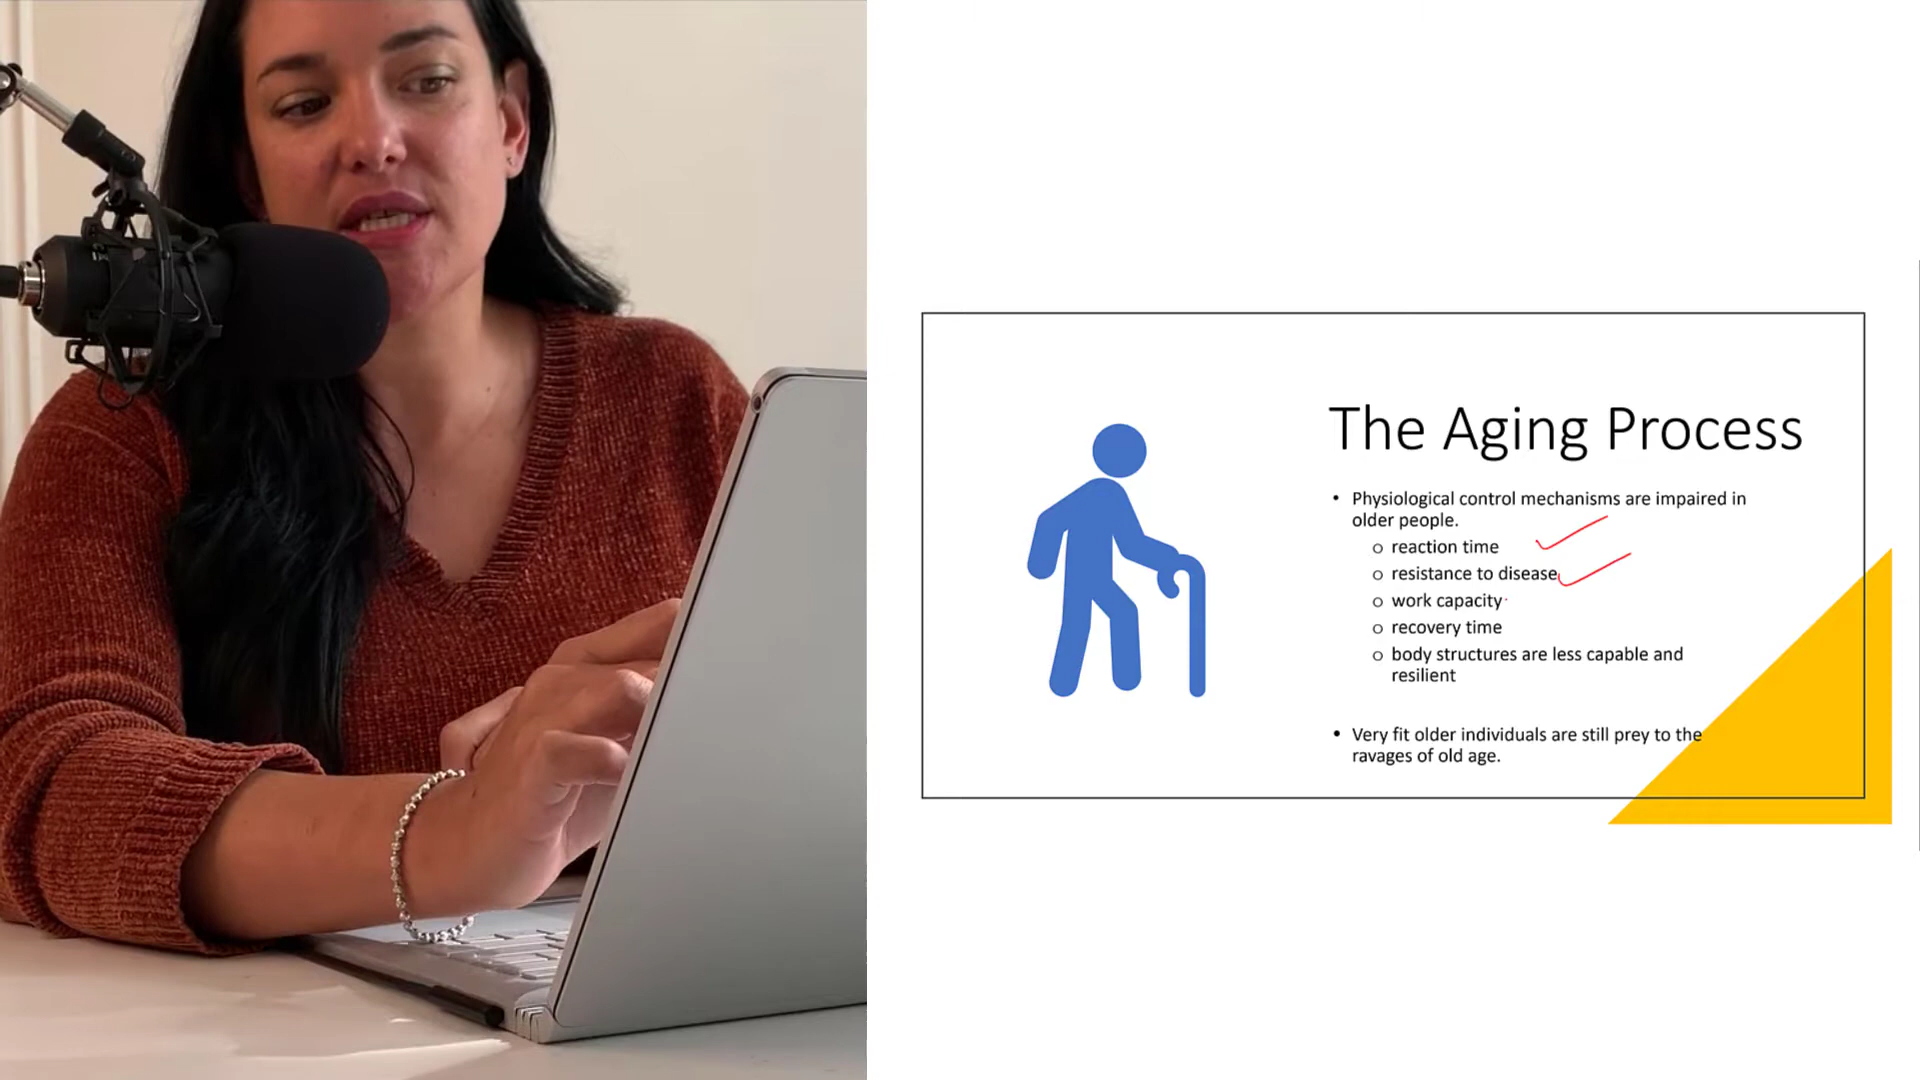 The Aging Process
• Physiological control mechanisms are impaired in
older people.
o reaction time
o resistance to disease
o work capacity
o recovery time
o body structures are less capable and
resilient
• Very fit older individuals are still prey to the
ravages of old age.